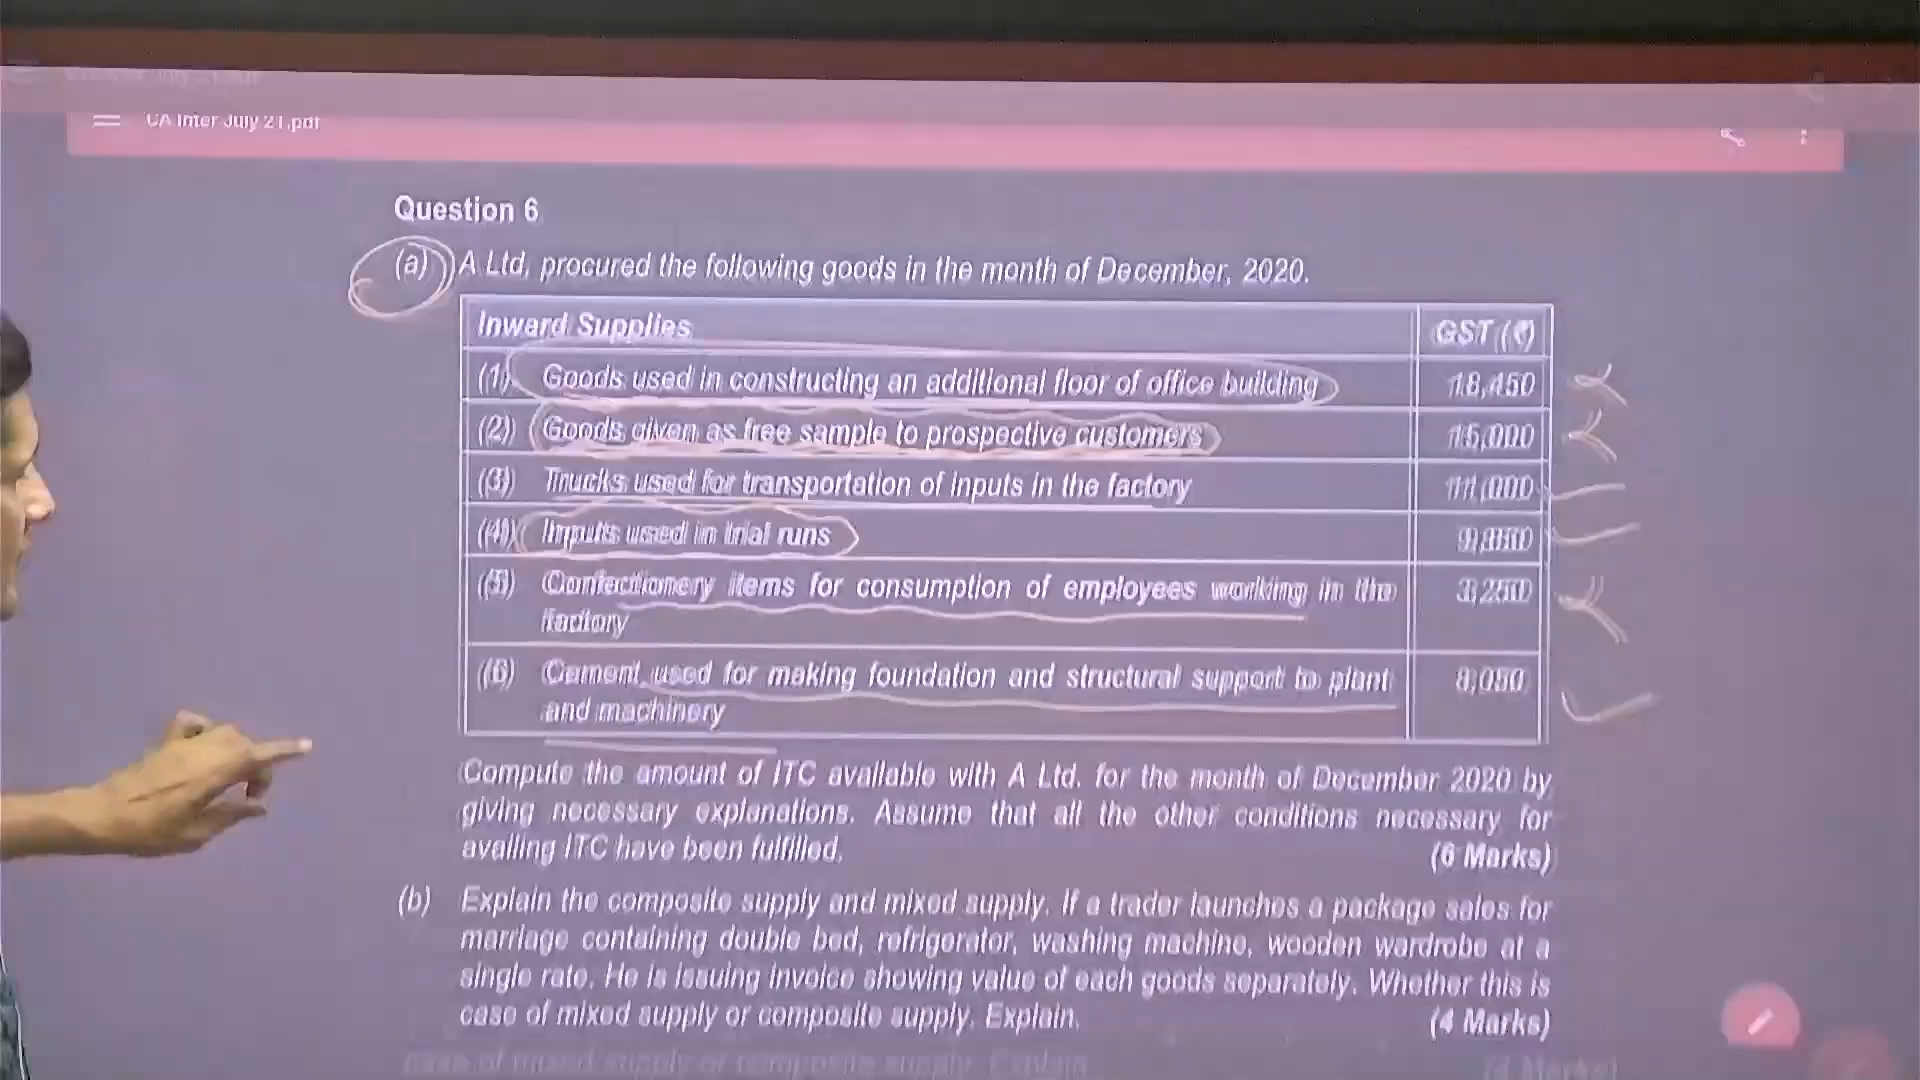 CA Inter July 21.pdf
Question 6
(a) A Ltd. procured the following goods in the month of December, 2020.
Inward Supplies GST (₹)
(1) Goods used in constructing an additional floor of office building 18,450
(2) Goods given as free sample to prospective customers 15,000
(3) Trucks used for transportation of inputs in the factory 11,000
(4) Inputs used in trial runs
(5) Confectionery items for consumption of employees working in the 3,250
factory
(6) Cement used for making foundation and structural support to plant 8,050
and machinery
Compute the amount of ITC available with A Ltd. for the month of December 2020 by
giving necessary explanations. Assume that all the other conditions necessary for
availing ITC have been fulfilled. (6 Marks)
(b) Explain the composite supply and mixed supply. If a trader launches a package sales for
marriage containing double bed, refrigerator, washing machine, wooden wardrobe at a
single rate. He is issuing invoice showing value of each goods separately. Whether this is
case of mixed supply or composite supply. Explain. (4 Marks)
case of mixed supply or composite supply. Explain